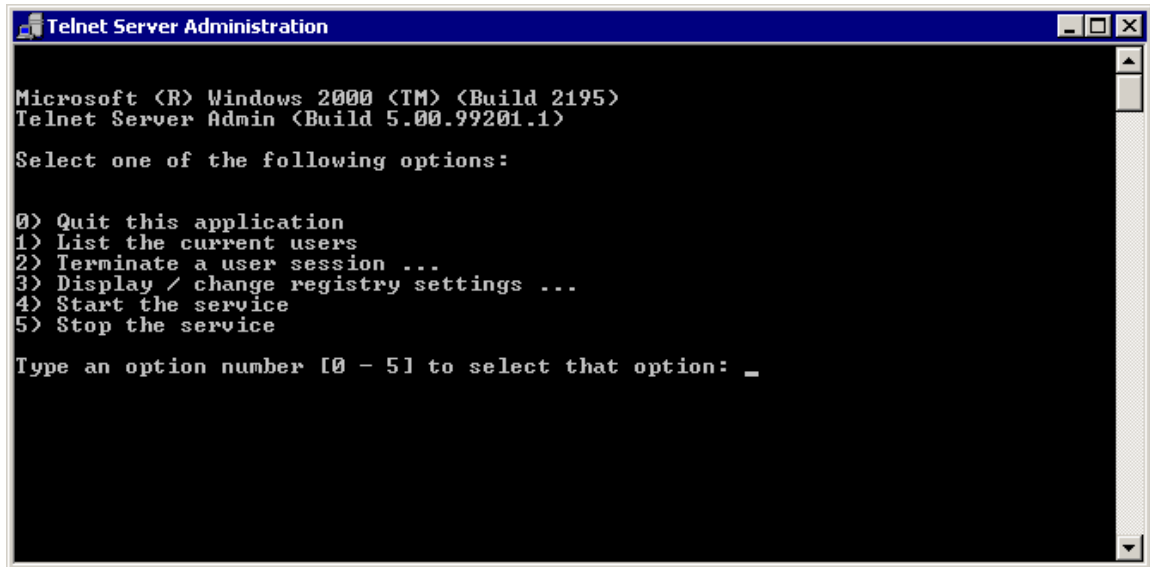 Telnet Server Administration
Microsoft (R) Windows 2000 (TM) (Build 2195)
Telnet Server Admin (Build 5.00.99201.1)
Select one of the following options:
0) Quit this application
1) List the current users
2) Terminate a user session ...
3) Display / change registry settings ...
4) Start the service
5) Stop the service
Type an option number [0 - 5] to select that option: _